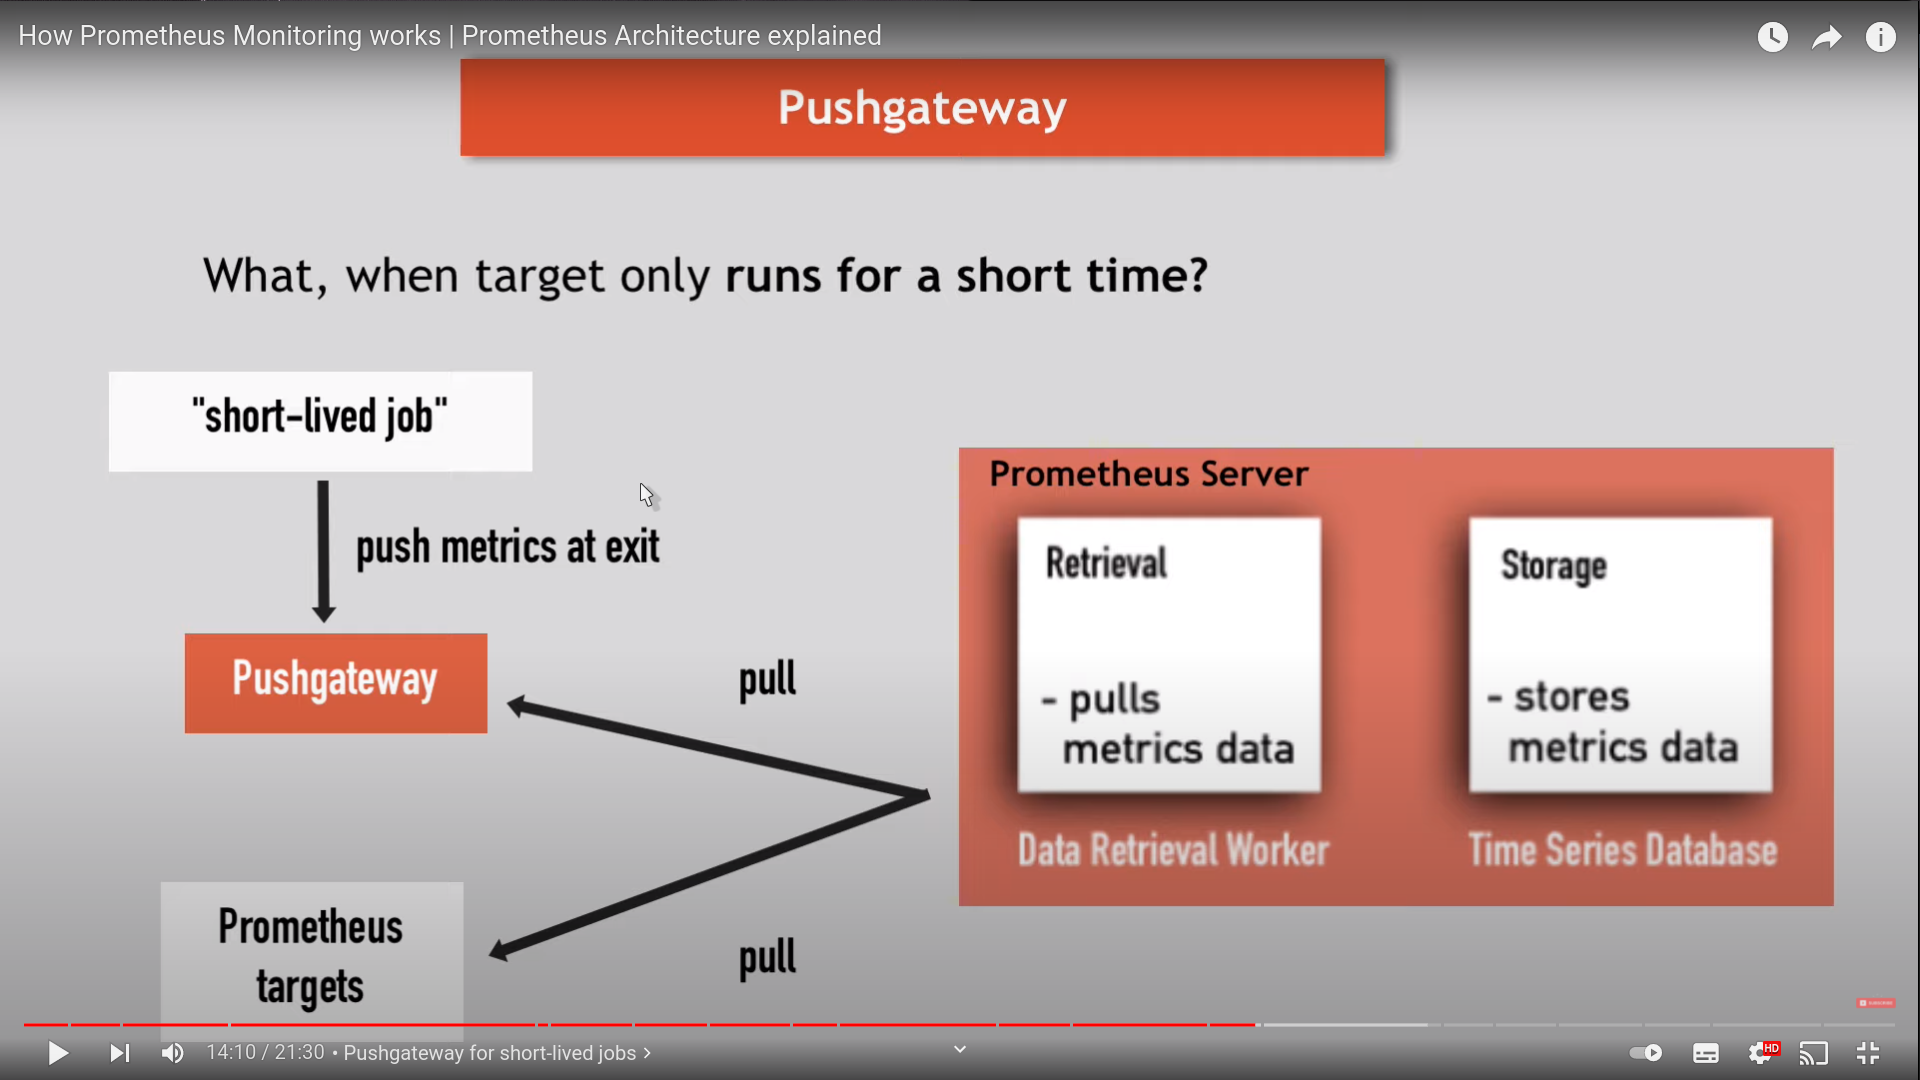 How Prometheus Monitoring works | Prometheus Architecture explained
Pushgateway
What, when target only runs for a short time?
"short-lived job"
push metrics at exit
Pushgateway
pull
Prometheus
targets
pull
Prometheus Server
Retrieval
- pulls
metrics data
Data Retrieval Worker
Storage
- stores
metrics data
Time Series Database
SUBSCRIBE
14:10 / 21:30 • Pushgateway for short-lived jobs >
HD